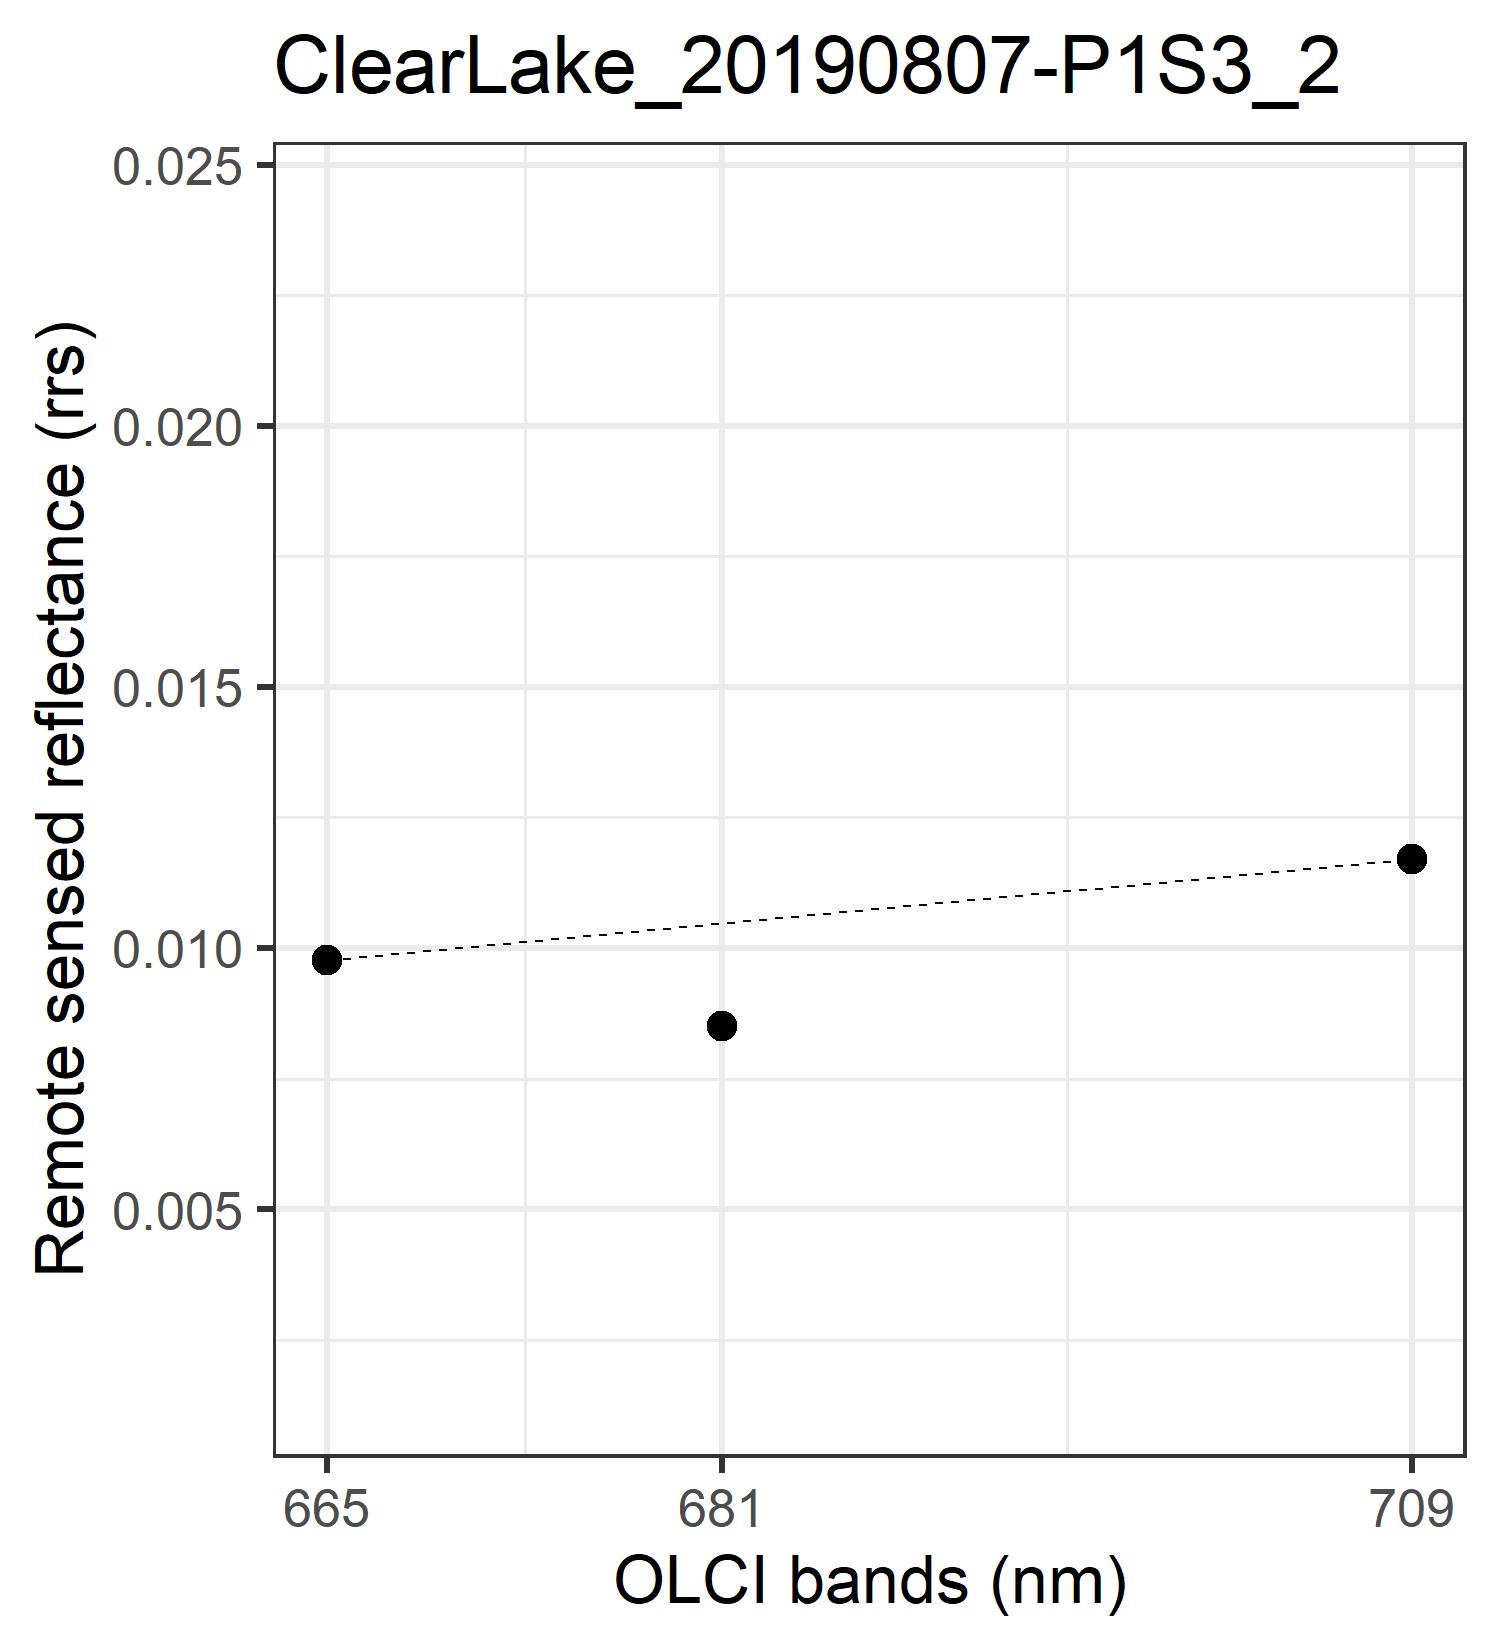 ClearLake_20190807-P1S3_2
Remote sensed reflectance (rrs)
0.025
0.020
0.015
0.010
0.005
665 681 709
OLCI bands (nm)